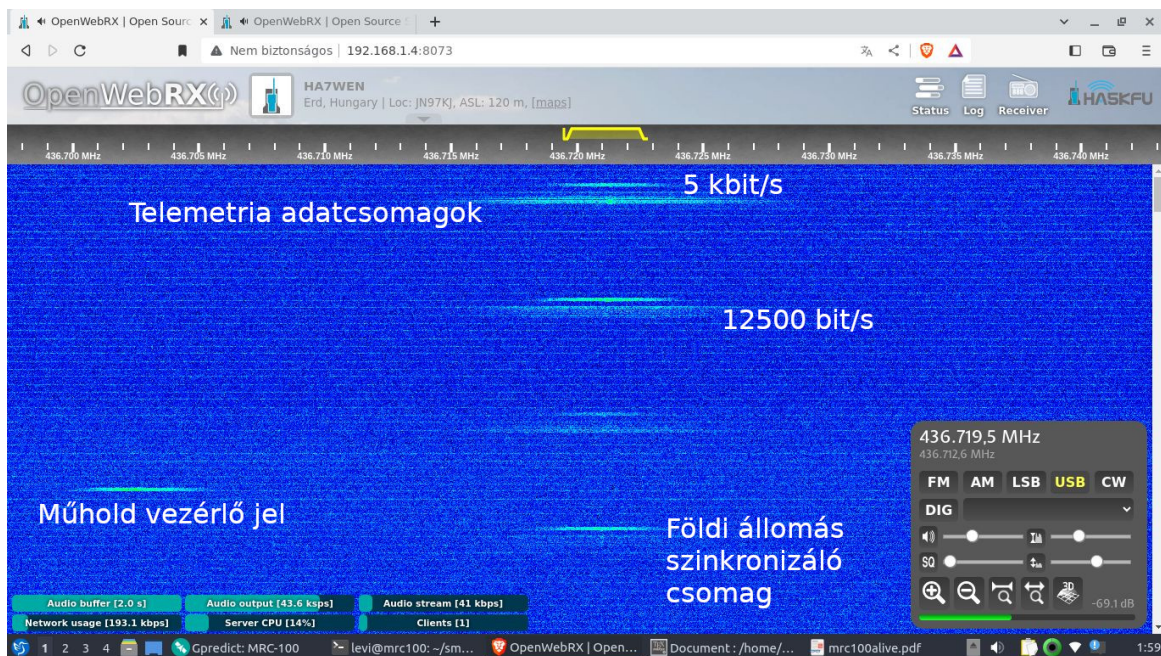 OpenWebRX | Open Sourc
OpenWebRX | Open Source S
Nem biztonságos | 192.168.1.4:8073
OpenWebRX
HA7WEN
Erd, Hungary | Loc: JN97KJ, ASL: 120 m, [maps]
Status Log Receiver
HA5KFU
436.700 MHz 436.705 MHz 436.710 MHz 436.715 MHz 436.720 MHz 436.725 MHz 436.730 MHz 436.735 MHz 436.740 MHz
5 kbit/s
Telemetria adatcsomagok
12500 bit/s
Műhold vezérlő jel
Földi állomás
szinkronizáló
csomag
436.719,5 MHz
436.712,6 MHz
FM AM LSB USB CW
DIG
SQ
3D
-69.1 dB
Audio buffer [2.0 s] Audio output [43.6 ksps] Audio stream [41 kbps]
Network usage [193.1 kbps] Server CPU [14%] Clients [1]
1 2 3 4 Gpredict: MRC-100 levi@mrc100: ~/sm... OpenWebRX | Open... Document : /home/... mrc100alive.pdf 1:59